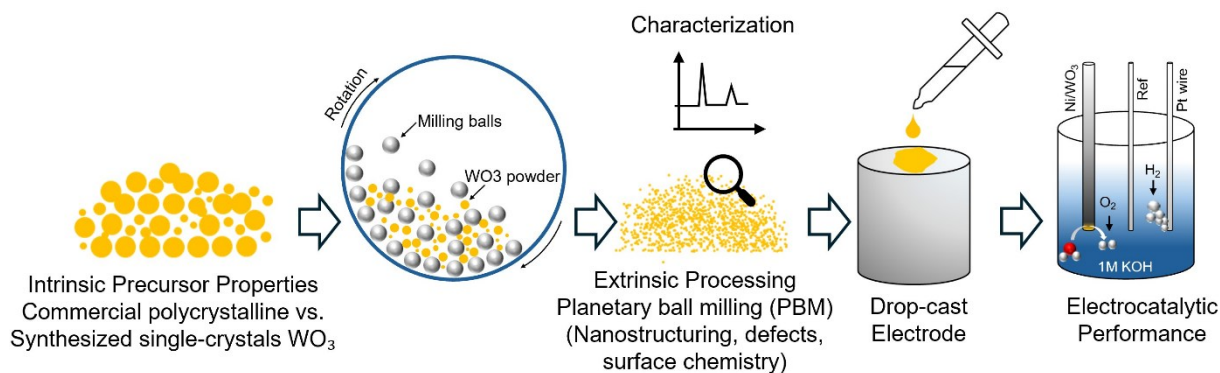 Characterization
Rotation
Milling balls
WO3 powder
Ni/WO₃
Ref
Pt wire
H₂
O₂
1M KOH
Intrinsic Precursor Properties
Commercial polycrystalline vs.
Synthesized single-crystals WO₃
Extrinsic Processing
Planetary ball milling (PBM)
(Nanostructuring, defects,
surface chemistry)
Drop-cast
Electrode
Electrocatalytic
Performance